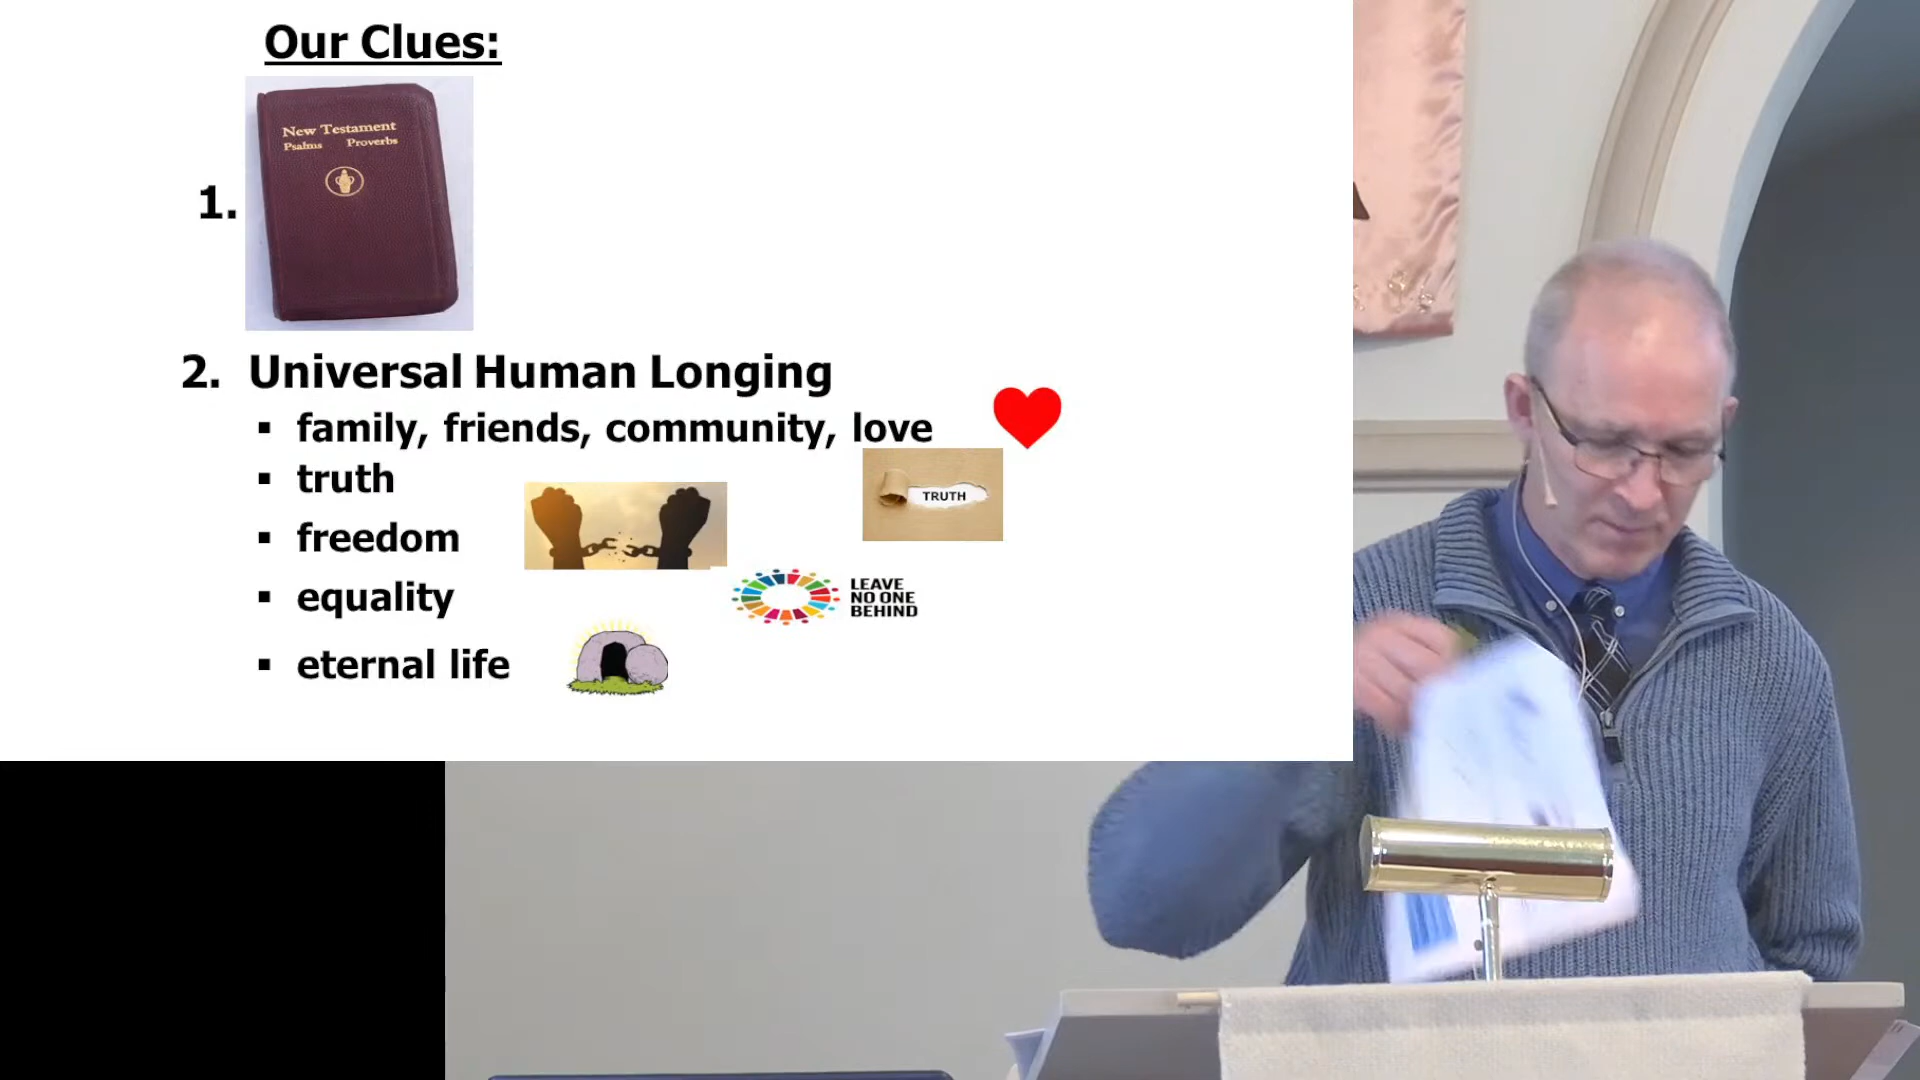 Our Clues:
New Testament
Psalms Proverbs
1.
2. Universal Human Longing
▪ family, friends, community, love
▪ truth
TRUTH
▪ freedom
▪ equality
LEAVE
NO ONE
BEHIND
▪ eternal life